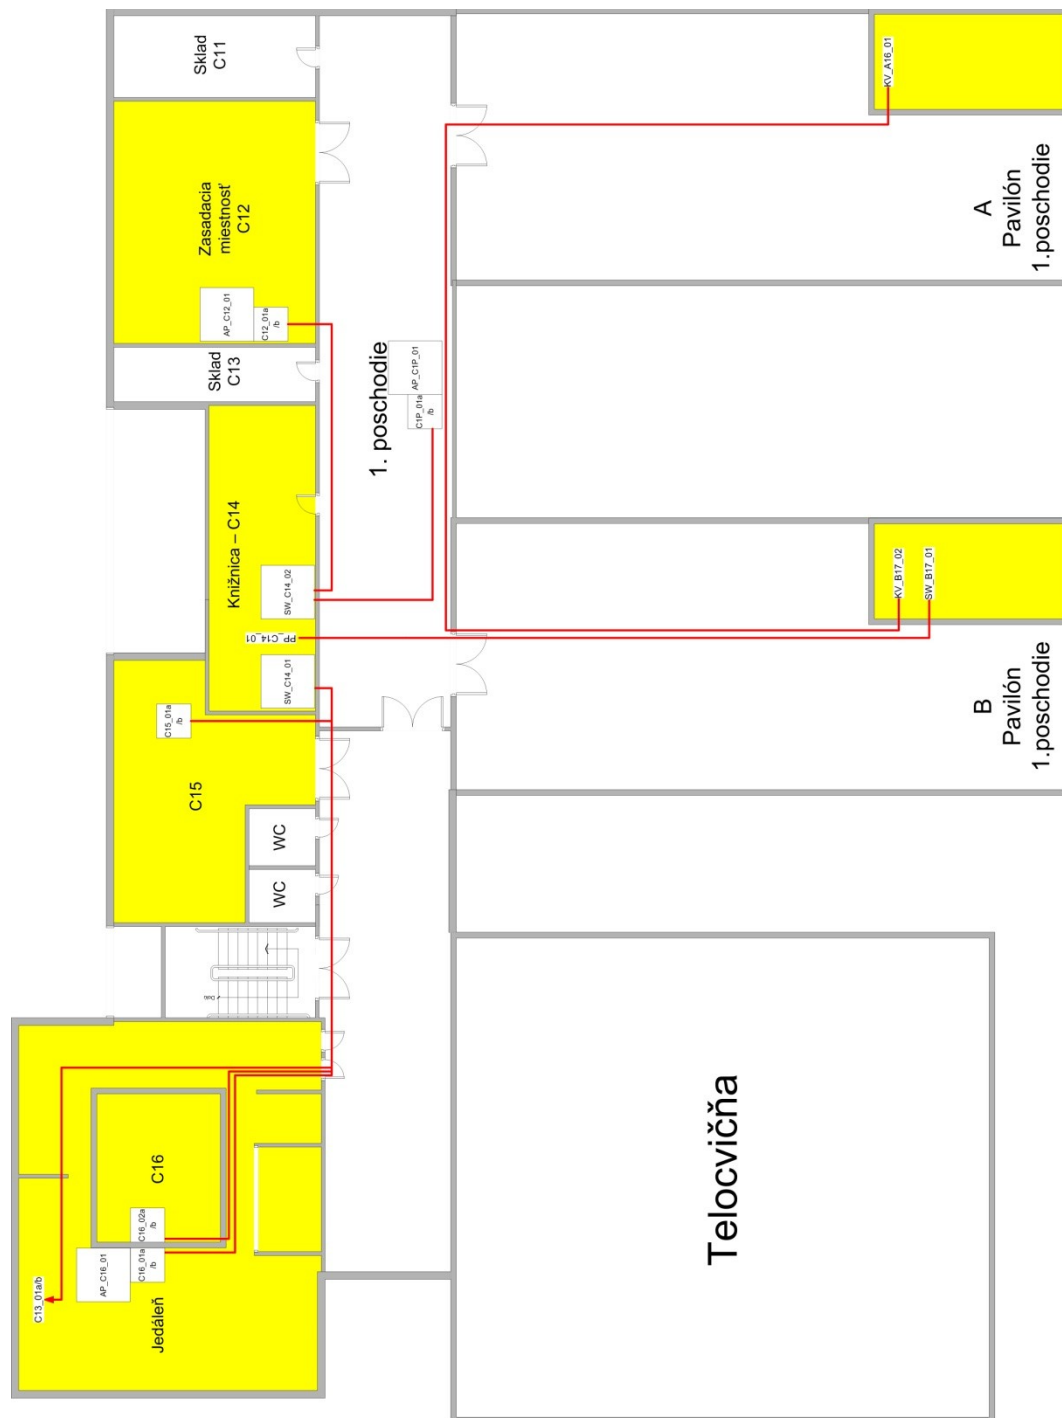 Sklad
C11
Zasadacia
miestnosť
C12
AP_C12_01
C12_01a
/b
Sklad
C13
1. poschodie
AP_C1P_01
C1P_01a
/b
Knižnica – C14
SW_C14_02
PP_C14_01
SW_C14_01
C15_01a
/b
C15
WC
WC
C16
C16_02a
/b
C16_01a
/b
AP_C16_01
C13_01a/b
Jedáleň
KV_A16_01
A
Pavilón
1.poschodie
KV_B17_02
SW_B17_01
B
Pavilón
1.poschodie
Telocvičňa